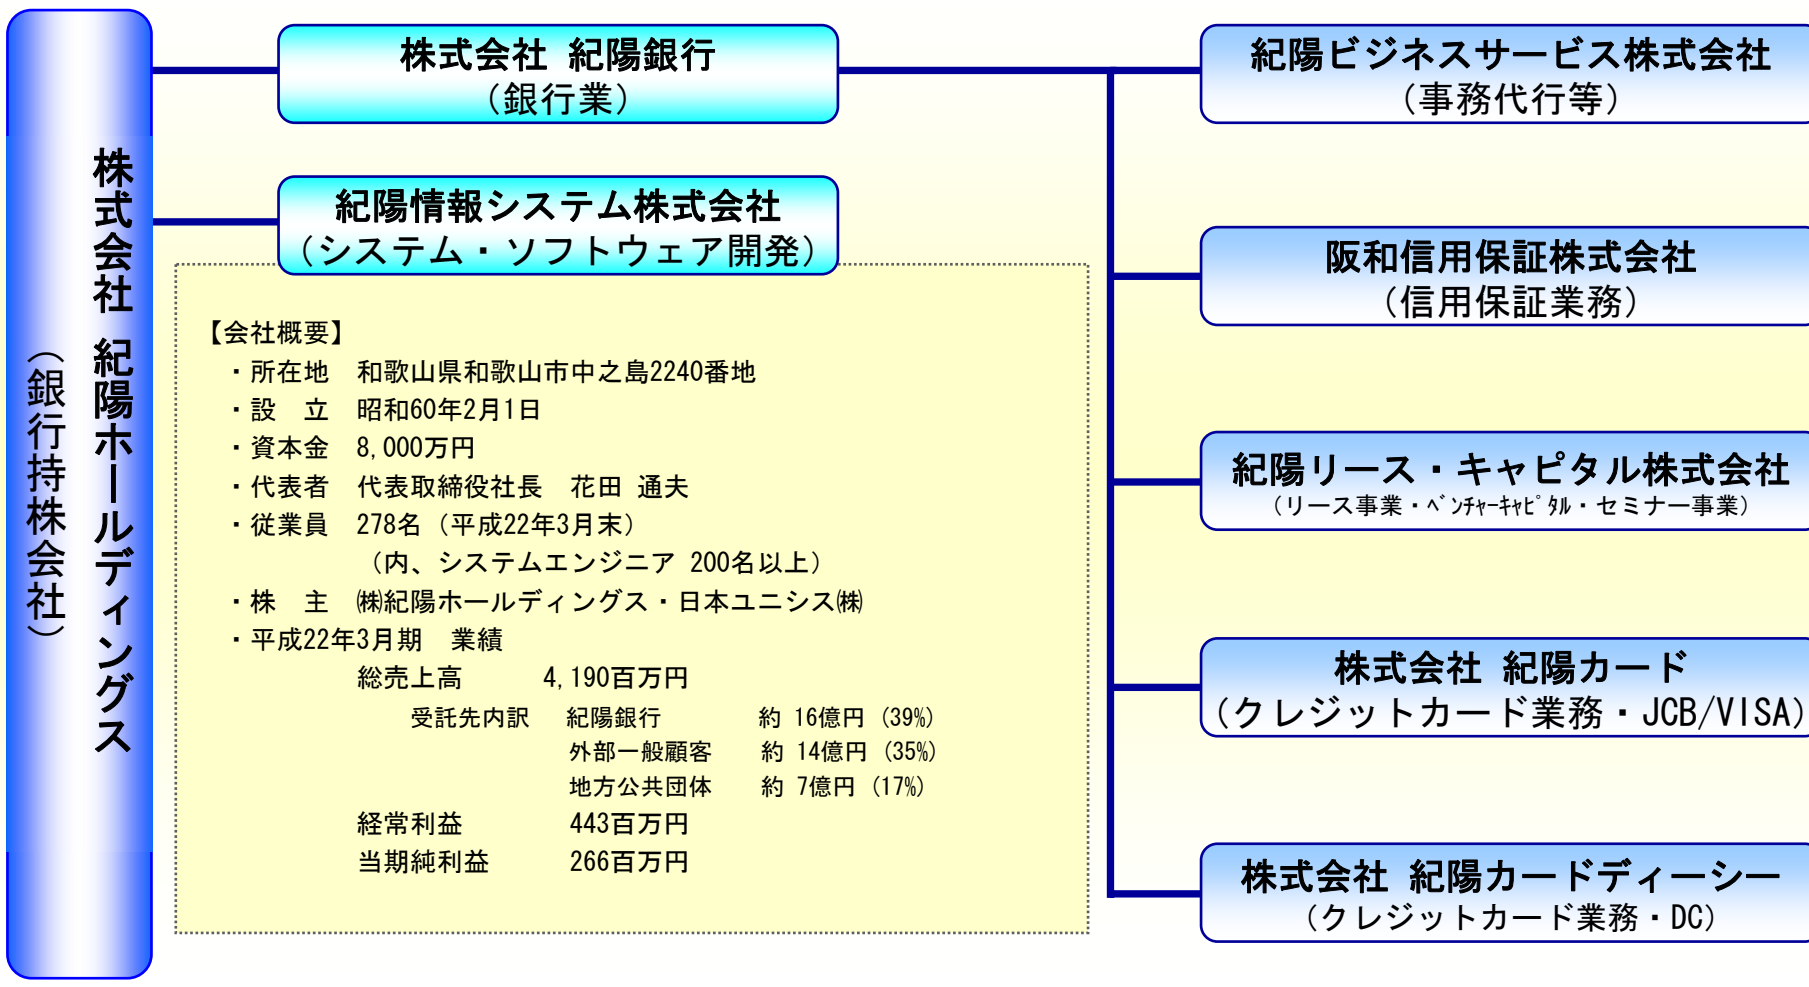 株式会社 紀陽ホールディングス
（銀行持株会社）
株式会社 紀陽銀行
（銀行業）
紀陽情報システム株式会社
（システム・ソフトウェア開発）
【会社概要】
・所在地　和歌山県和歌山市中之島2240番地
・設　立　昭和60年2月1日
・資本金　8,000万円
・代表者　代表取締役社長　花田 通夫
・従業員　278名（平成22年3月末）
（内、システムエンジニア 200名以上）
・株　主　㈱紀陽ホールディングス・日本ユニシス㈱
・平成22年3月期　業績
総売上高　　　4,190百万円
受託先内訳　紀陽銀行　　　　約 16億円（39%）
外部一般顧客　　約 14億円（35%）
地方公共団体　　約 7億円（17%）
経常利益　　　　443百万円
当期純利益　　　266百万円
紀陽ビジネスサービス株式会社
（事務代行等）
阪和信用保証株式会社
（信用保証業務）
紀陽リース・キャピタル株式会社
（リース事業・ﾍﾞﾝﾁｬｰｷｬﾋﾟﾀﾙ・セミナー事業）
株式会社 紀陽カード
（クレジットカード業務・JCB/VISA）
株式会社 紀陽カードディーシー
（クレジットカード業務・DC）